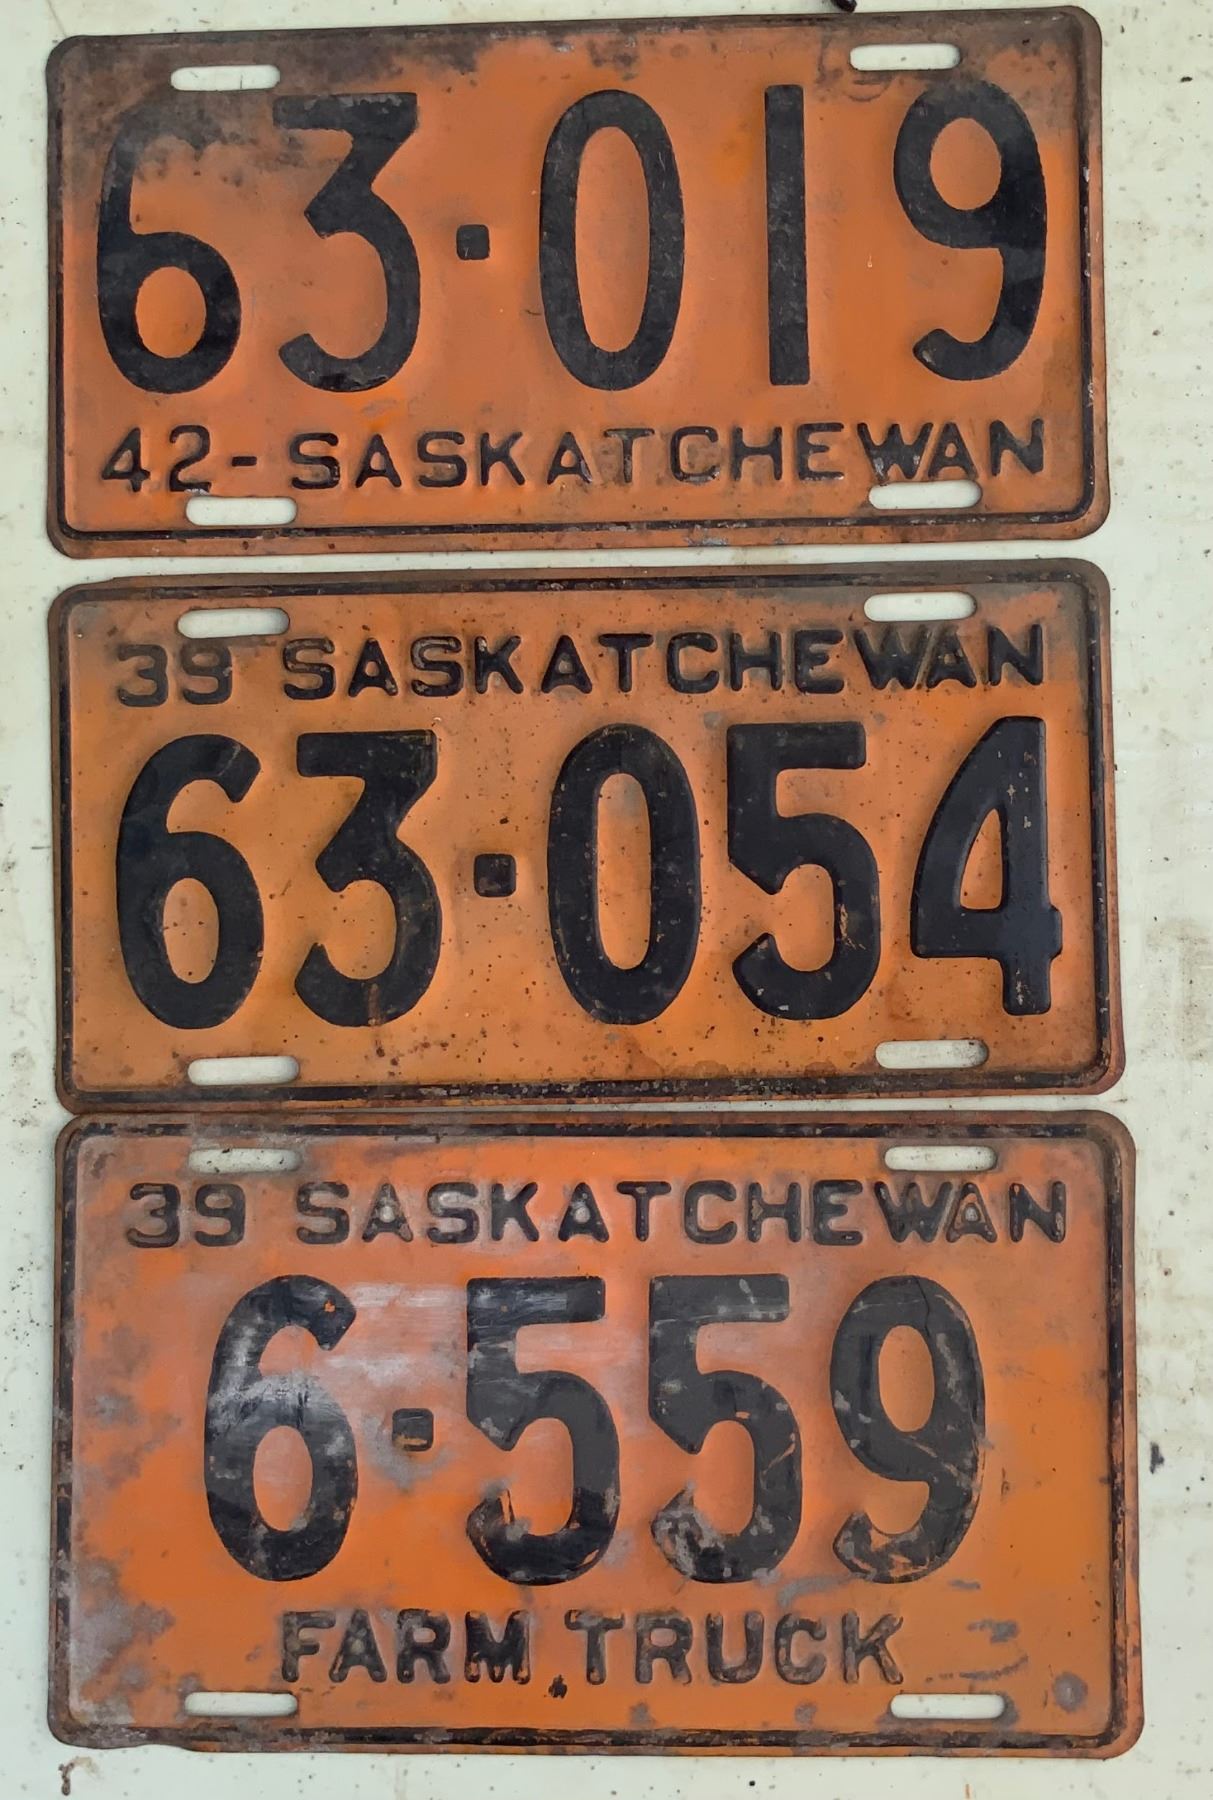 63·019
42-SASKATCHEWAN
39 SASKATCHEWAN
63·054
39 SASKATCHEWAN
6·559
FARM TRUCK